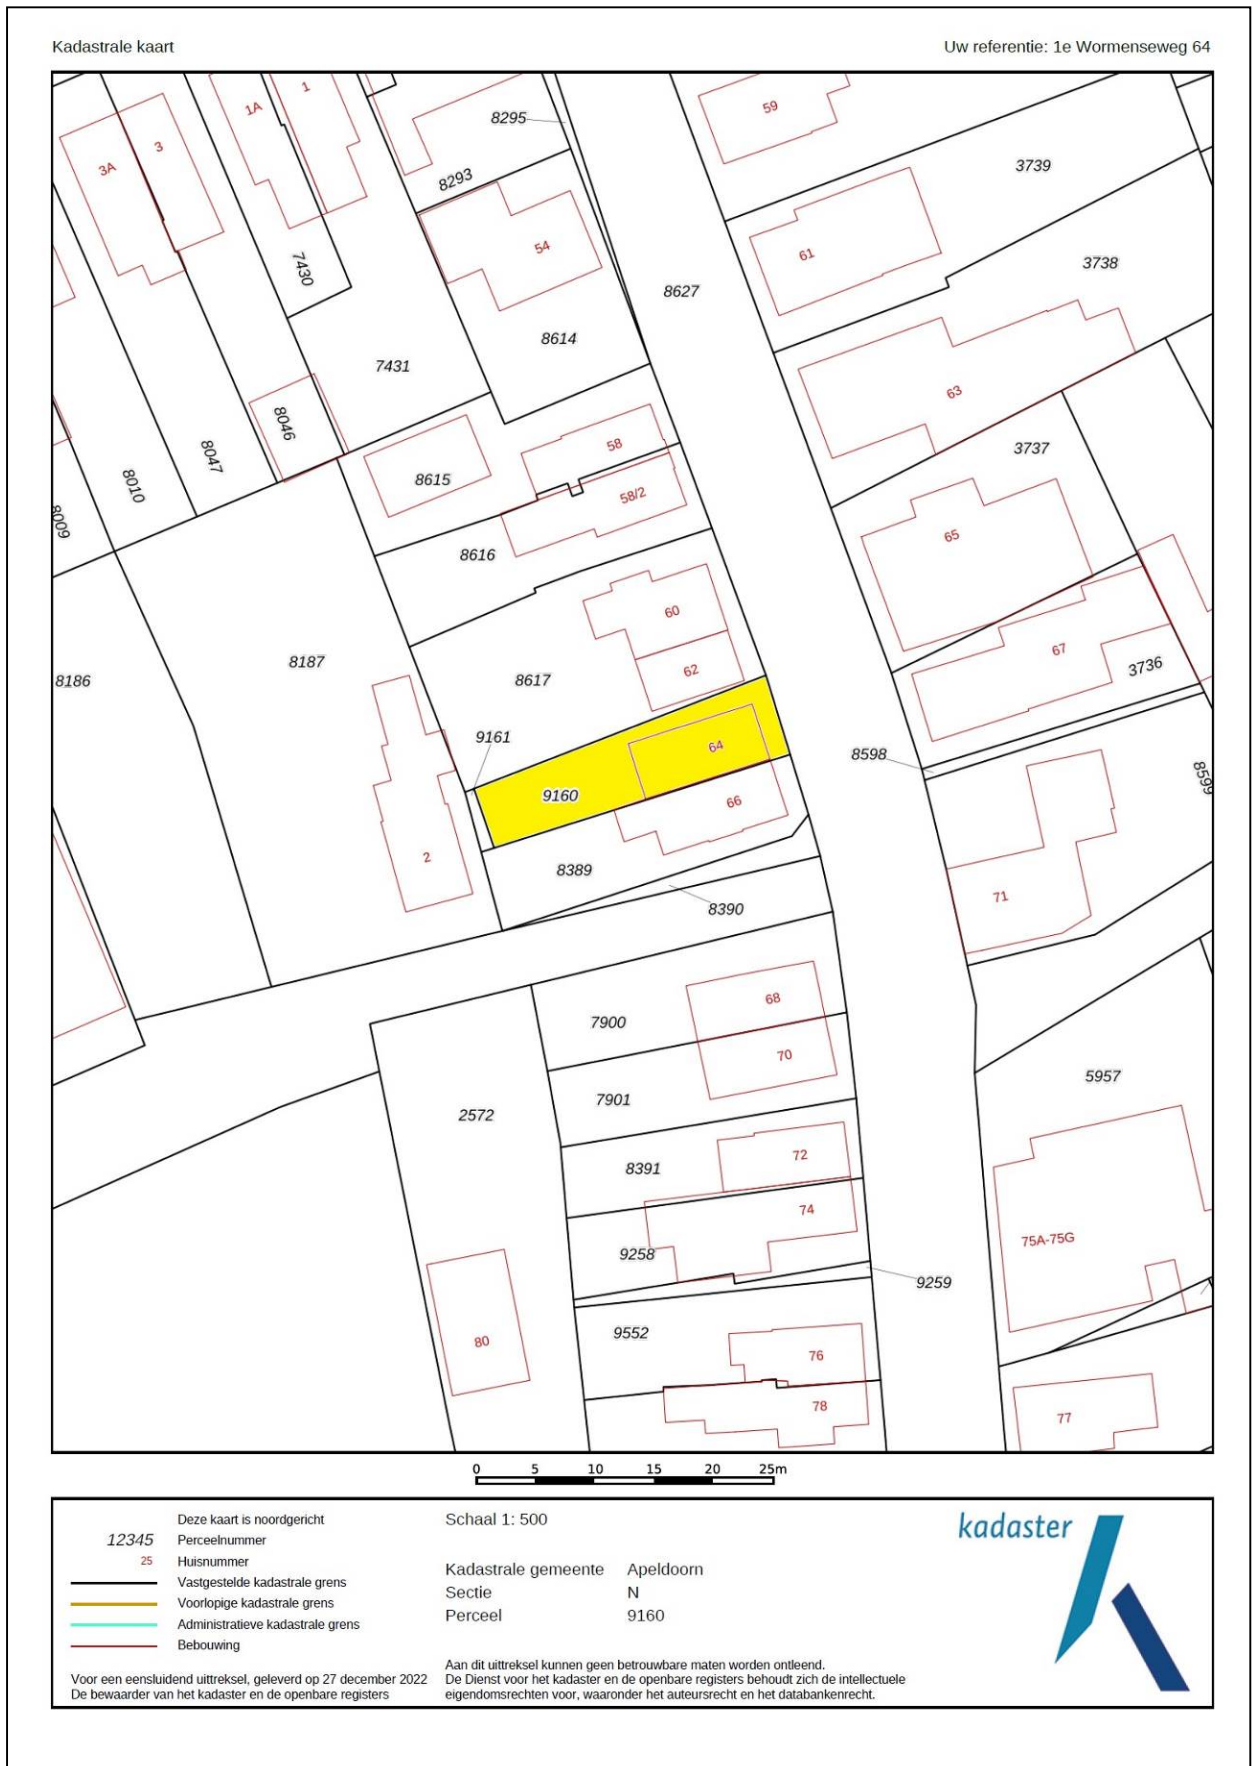 Kadastrale kaart Uw referentie: 1e Wormenseweg 64
59
8295
1
1A
3
3A
3739
8293
54
61
7430
3738
8627
8614
7431
63
8046
58
3737
8047
8615
58/2
8010
8009
65
8616
60
67
8187
3736
62
8617
8186
9161
64
8598
8599
9160
66
2
8389
71
8390
68
7900
70
5957
7901
2572
72
8391
74
75A-75G
9258
9259
9552
80
76
78
77
0 5 10 15 20 25m
Deze kaart is noordgericht
12345 Perceelnummer
25 Huisnummer
Vastgestelde kadastrale grens
Voorlopige kadastrale grens
Administratieve kadastrale grens
Bebouwing
Voor een eensluidend uittreksel, geleverd op 27 december 2022
De bewaarder van het kadaster en de openbare registers
Schaal 1: 500
Kadastrale gemeente Apeldoorn
Sectie N
Perceel 9160
Aan dit uittreksel kunnen geen betrouwbare maten worden ontleend.
De Dienst voor het kadaster en de openbare registers behoudt zich de intellectuele
eigendomsrechten voor, waaronder het auteursrecht en het databankenrecht.
kadaster